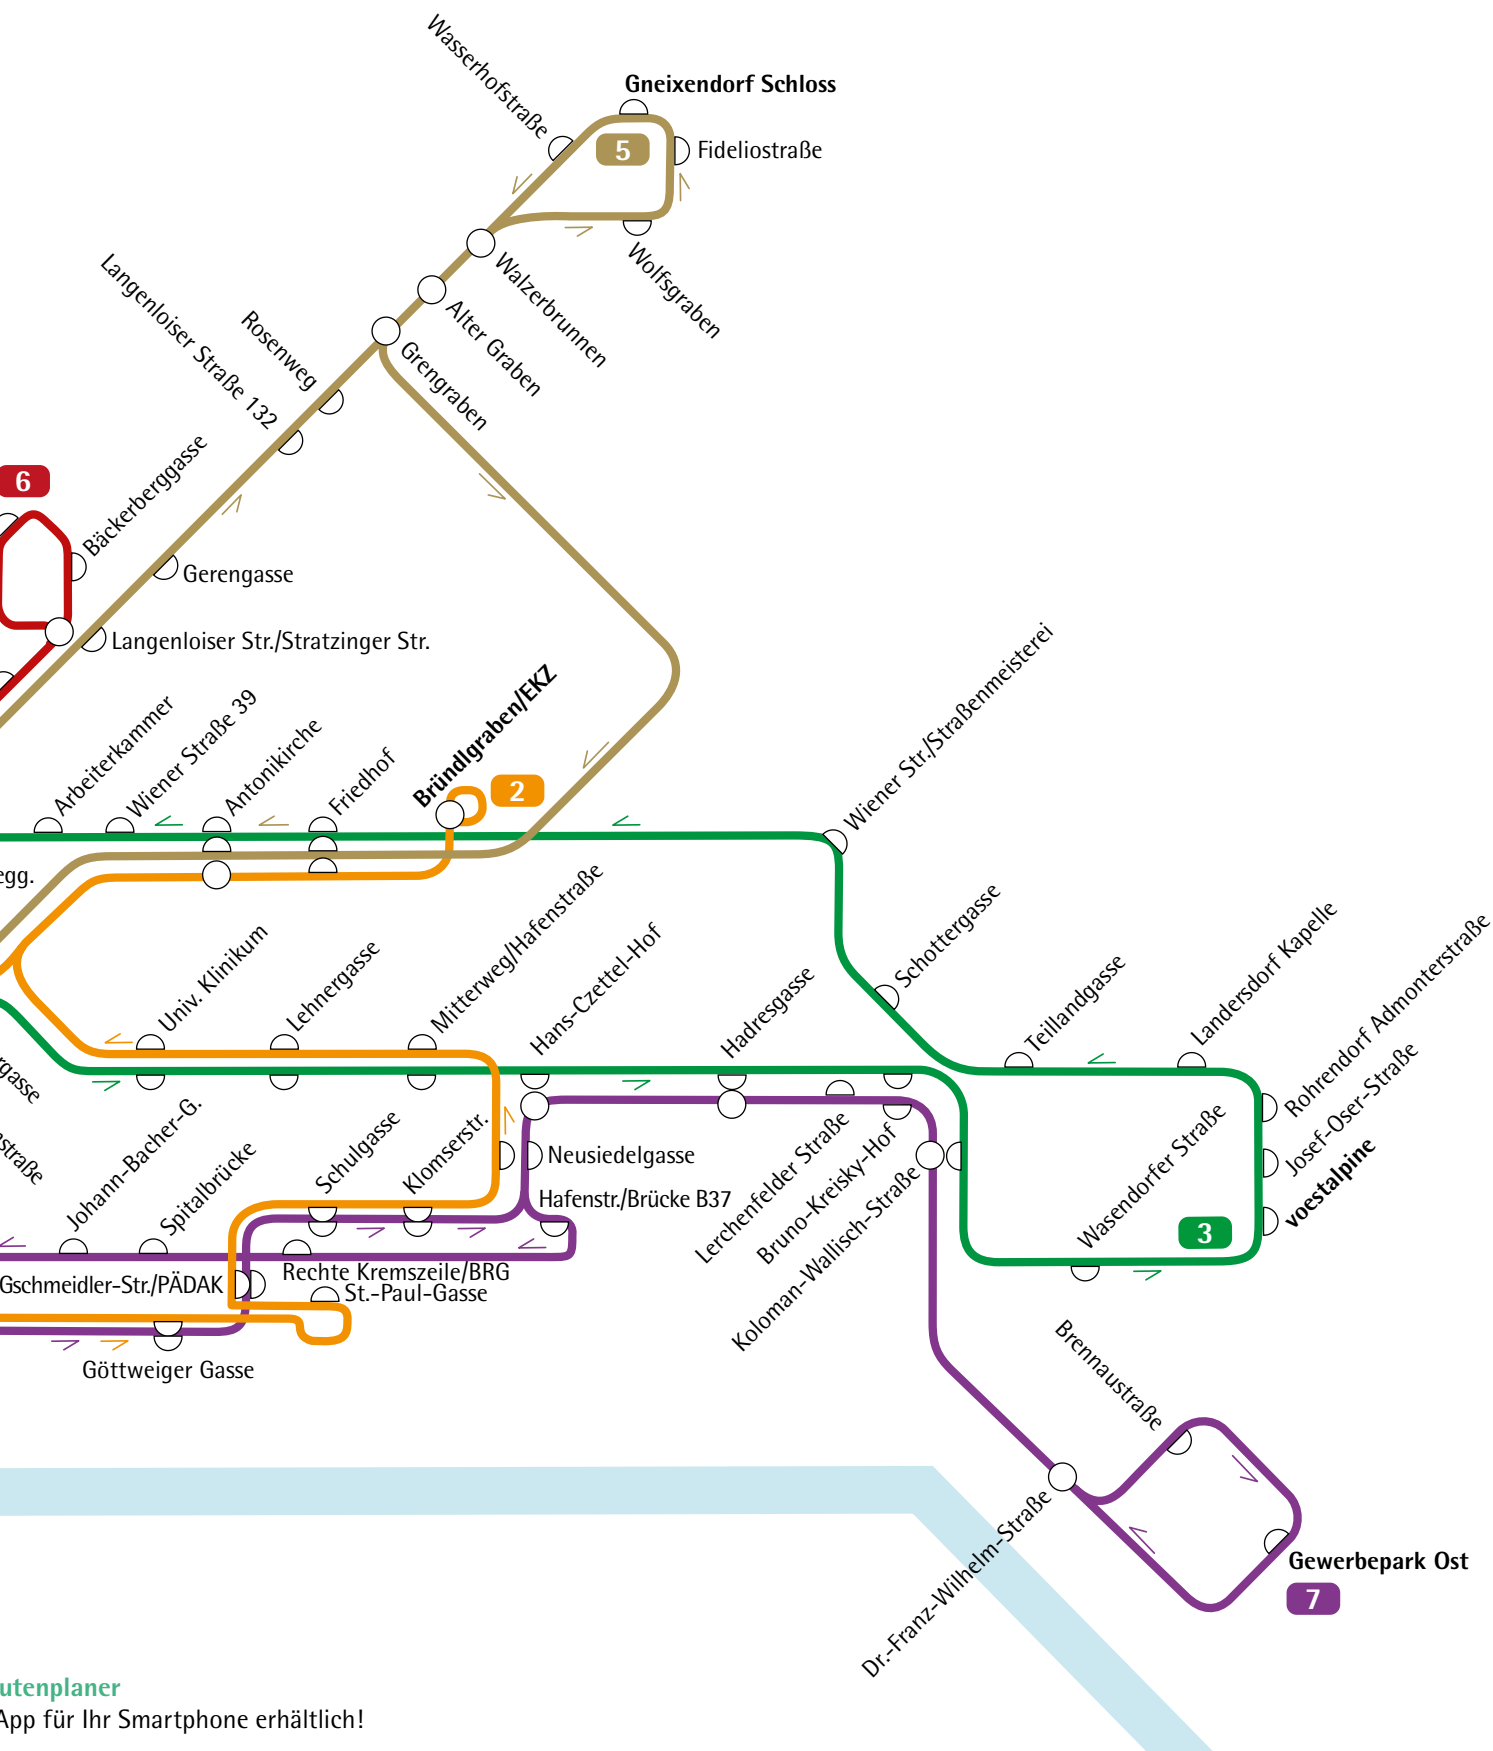 Wasserhofstraße
Gneixendorf Schloss
5
Fideliostraße
Wolfsgraben
Walzerbrunnen
Alter Graben
Grengraben
Langenloiser Straße 132
Rosenweg
6
Bäckerberggasse
Gerengasse
Langenloiser Str./Stratzinger Str.
Arbeiterkammer
Wiener Straße 39
Antonikirche
Friedhof
Bründlgraben/EKZ
2
Wiener Str./Straßenmeisterei
egg.
Univ. Klinikum
Lehnergasse
Mitterweg/Hafenstraße
Hans-Czettel-Hof
Hadresgasse
Schottergasse
Teillandgasse
Landersdorf Kapelle
Rohrendorf Admonterstraße
Josef-Oser-Straße
voestalpine
rgasse
straße
Johann-Bacher-G.
Spitalbrücke
Schulgasse
Klomserstr.
Neusiedelgasse
Hafenstr./Brücke B37
Lerchenfelder Straße
Bruno-Kreisky-Hof
Koloman-Wallisch-Straße
Wasendorfer Straße
3
Gschmeidler-Str./PÄDAK
Rechte Kremszeile/BRG
St.-Paul-Gasse
Göttweiger Gasse
Brennaustraße
Dr.-Franz-Wilhelm-Straße
Gewerbepark Ost
7
utenplaner
App für Ihr Smartphone erhältlich!